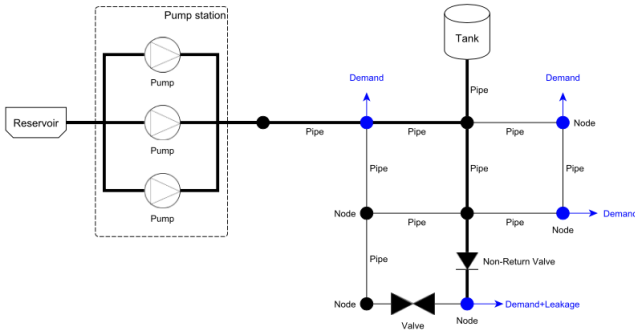 Pump station
Tank
Pump
Demand
Demand
Pipe
Reservoir
Pipe
Pipe
Pipe
Node
Pump
Pipe
Pipe
Pipe
Pump
Node
Pipe
Pipe
Demand
Node
Pipe
Non-Return Valve
Node
Demand+Leakage
Valve
Node